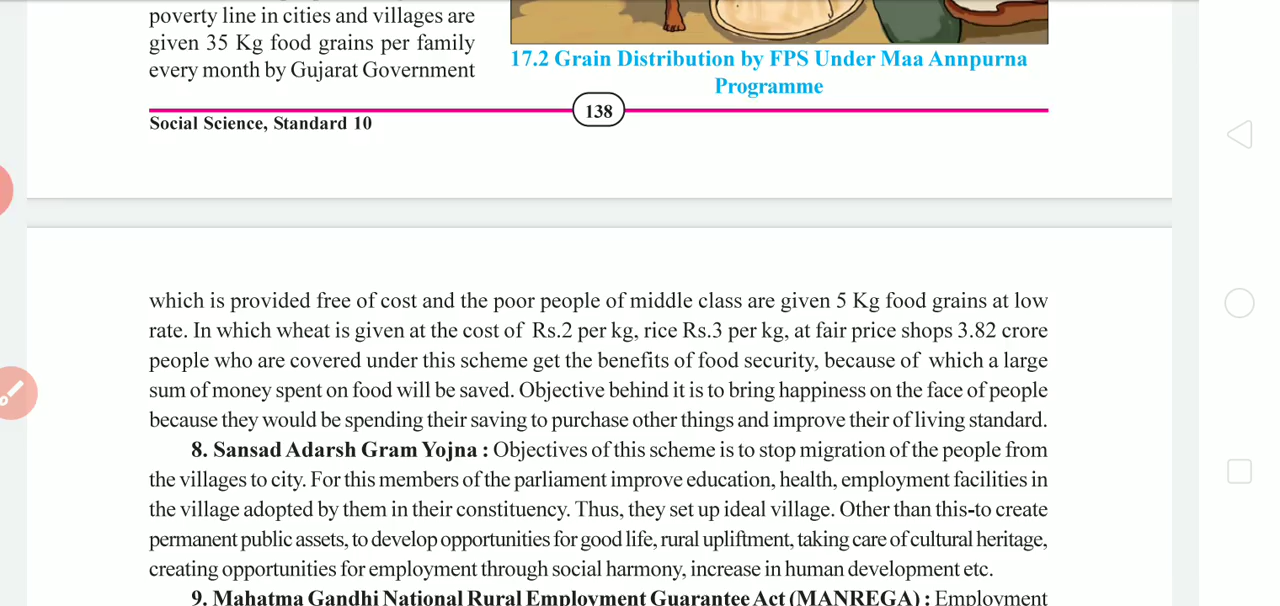 poverty line in cities and villages are
given 35 Kg food grains per family
every month by Gujarat Government
17.2 Grain Distribution by FPS Under Maa Annpurna
Programme
138
Social Science, Standard 10
which is provided free of cost and the poor people of middle class are given 5 Kg food grains at low
rate. In which wheat is given at the cost of Rs.2 per kg, rice Rs.3 per kg, at fair price shops 3.82 crore
people who are covered under this scheme get the benefits of food security, because of which a large
sum of money spent on food will be saved. Objective behind it is to bring happiness on the face of people
because they would be spending their saving to purchase other things and improve their of living standard.
8. Sansad Adarsh Gram Yojna : Objectives of this scheme is to stop migration of the people from
the villages to city. For this members of the parliament improve education, health, employment facilities in
the village adopted by them in their constituency. Thus, they set up ideal village. Other than this-to create
permanent public assets, to develop opportunities for good life, rural upliftment, taking care of cultural heritage,
creating opportunities for employment through social harmony, increase in human development etc.
9. Mahatma Gandhi National Rural Employment Guarantee Act (MANREGA) : Employment